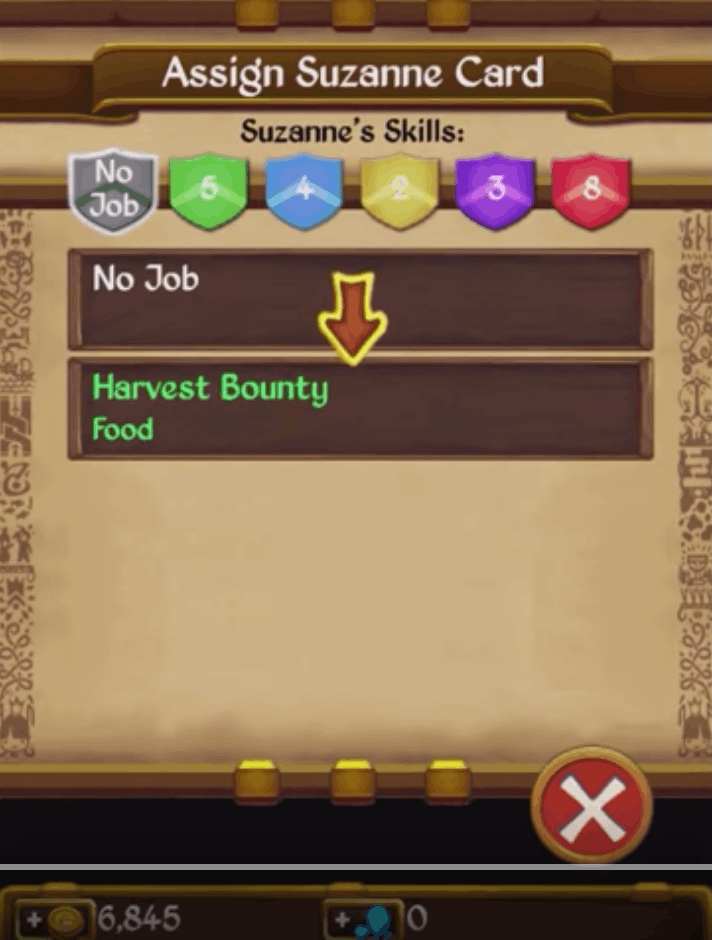 Assign Suzanne Card
Suzanne's Skills:
No
Job
6 4 2 3 8
No Job
Harvest Bounty
Food
+ 6,845 + 0